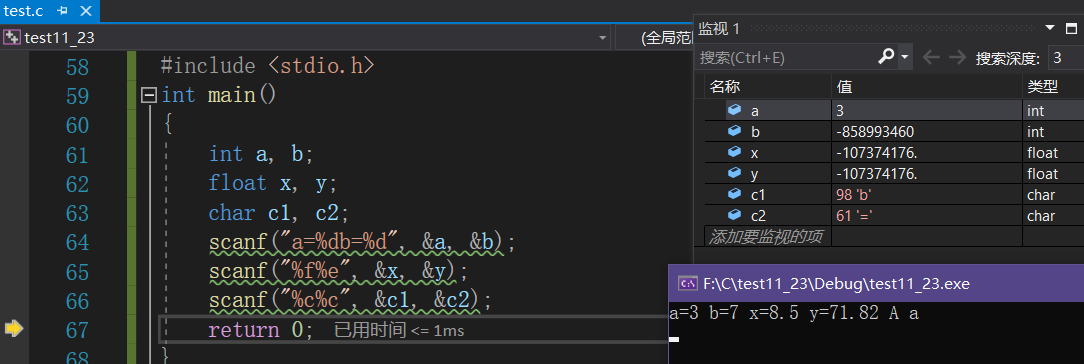 test.c
test11_23
(全局范围
58 #include <stdio.h>
59 int main()
60 {
61 int a, b;
62 float x, y;
63 char c1, c2;
64 scanf("a=%db=%d", &a, &b);
65 scanf("%f%e", &x, &y);
66 scanf("%c%c", &c1, &c2);
67 return 0; 已用时间 <= 1ms
68 }
监视 1
搜索(Ctrl+E) 搜索深度: 3
名称 值 类型
a 3 int
b -858993460 int
x -107374176. float
y -107374176. float
c1 98 'b' char
c2 61 '=' char
添加要监视的项
F:\C\test11_23\Debug\test11_23.exe
a=3 b=7 x=8.5 y=71.82 A a